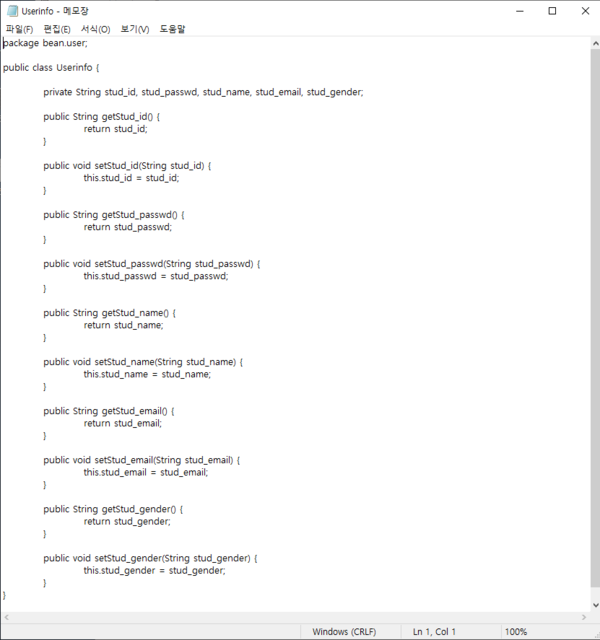 Userinfo - 메모장
파일(F) 편집(E) 서식(O) 보기(V) 도움말
package bean.user;
public class Userinfo {
private String stud_id, stud_passwd, stud_name, stud_email, stud_gender;
public String getStud_id() {
return stud_id;
}
public void setStud_id(String stud_id) {
this.stud_id = stud_id;
}
public String getStud_passwd() {
return stud_passwd;
}
public void setStud_passwd(String stud_passwd) {
this.stud_passwd = stud_passwd;
}
public String getStud_name() {
return stud_name;
}
public void setStud_name(String stud_name) {
this.stud_name = stud_name;
}
public String getStud_email() {
return stud_email;
}
public void setStud_email(String stud_email) {
this.stud_email = stud_email;
}
public String getStud_gender() {
return stud_gender;
}
public void setStud_gender(String stud_gender) {
this.stud_gender = stud_gender;
}
}
Windows (CRLF) Ln 1, Col 1 100%